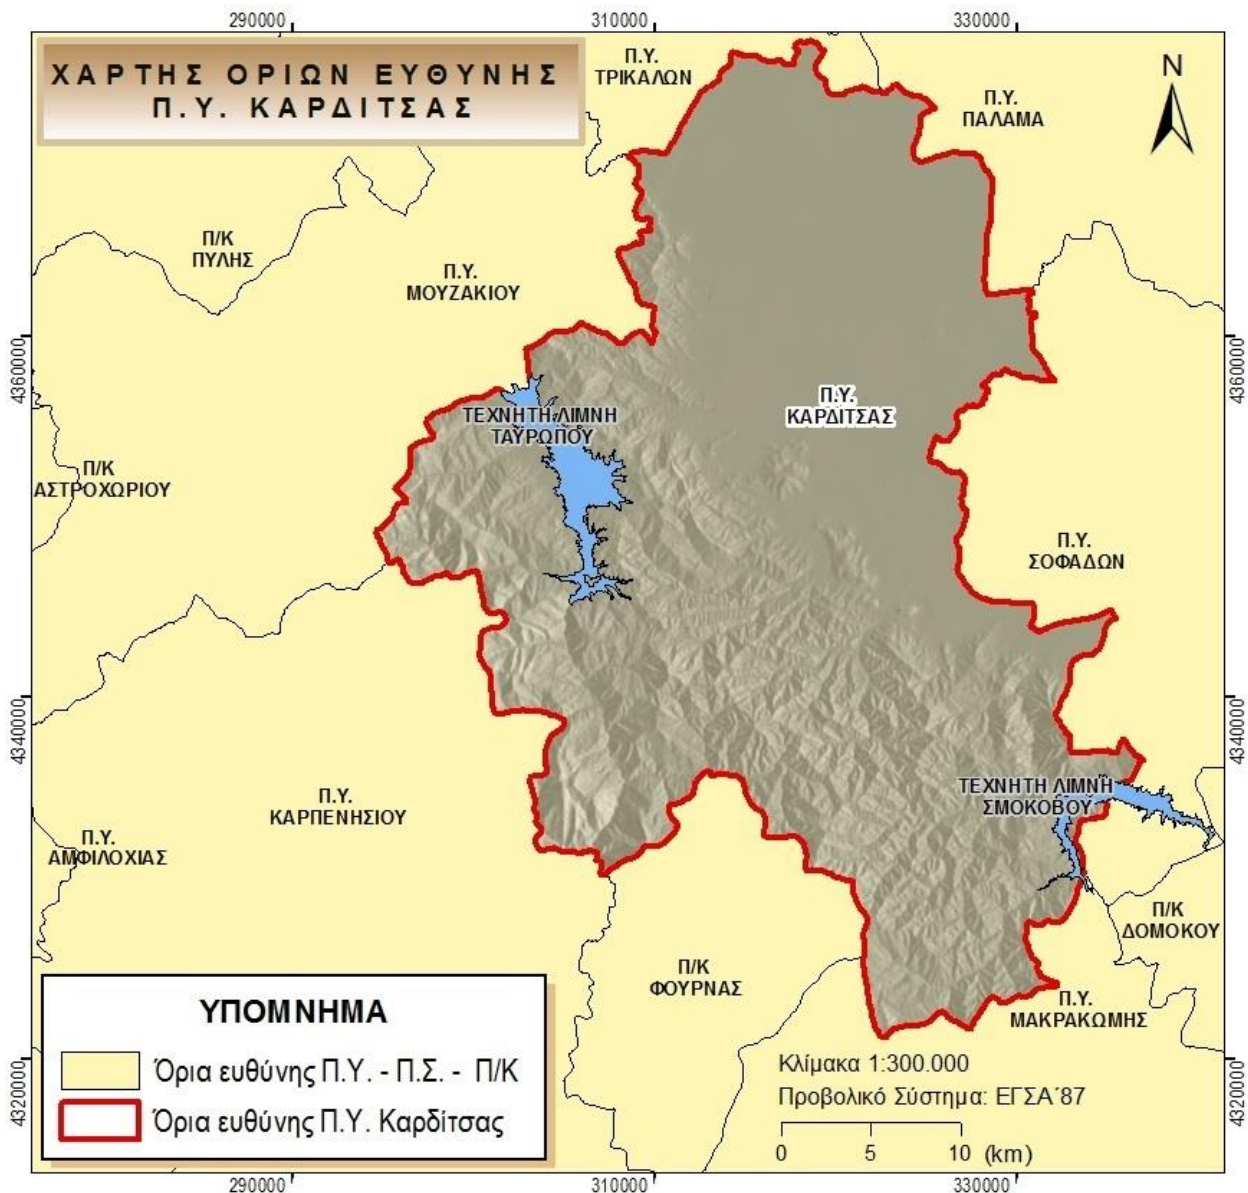 290000
310000
330000
ΧΑΡΤΗΣ ΟΡΙΩΝ ΕΥΘΥΝΗΣ
Π.Υ. ΚΑΡΔΙΤΣΑΣ
Π.Υ.
ΤΡΙΚΑΛΩΝ
Π.Υ.
ΠΑΛΑΜΑ
N
Π/Κ
ΠΥΛΗΣ
Π.Υ.
ΜΟΥΖΑΚΙΟΥ
4360000
4360000
ΤΕΧΝΗΤΗ ΛΙΜΝΗ
ΤΑΥΡΩΠΟΥ
Π.Υ.
ΚΑΡΔΙΤΣΑΣ
Π/Κ
ΑΣΤΡΟΧΩΡΙΟΥ
Π.Υ.
ΣΟΦΑΔΩΝ
4340000
4340000
Π.Υ.
ΚΑΡΠΕΝΗΣΙΟΥ
ΤΕΧΝΗΤΗ ΛΙΜΝΗ
ΣΜΟΚΟΒΟΥ
Π.Υ.
ΑΜΦΙΛΟΧΙΑΣ
Π/Κ
ΔΟΜΟΚΟΥ
Π/Κ
ΦΟΥΡΝΑΣ
Π.Υ.
ΜΑΚΡΑΚΩΜΗΣ
ΥΠΟΜΝΗΜΑ
Όρια ευθύνης Π.Υ. - Π.Σ. - Π/Κ
Όρια ευθύνης Π.Υ. Καρδίτσας
Κλίμακα 1:300.000
Προβολικό Σύστημα: ΕΓΣΑ΄87
0 5 10 (km)
4320000
4320000
290000
310000
330000